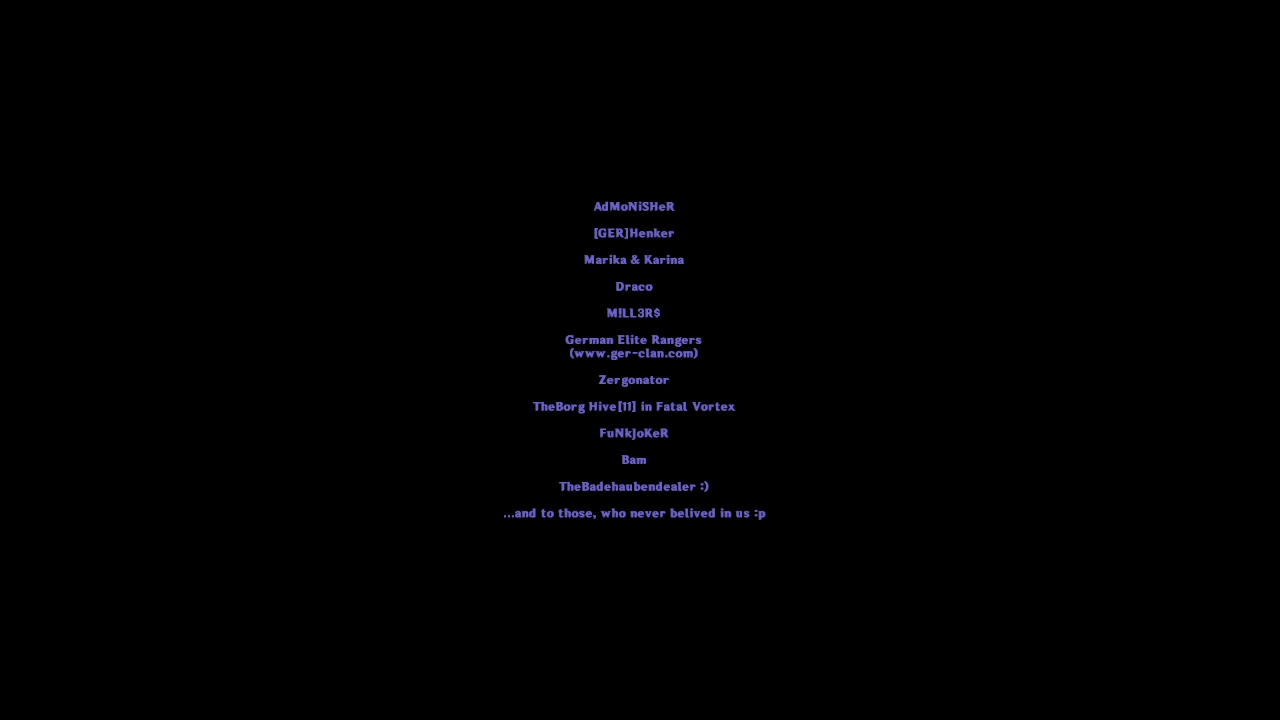 AdMoNiSHeR
[GER]Henker
Marika & Karina
Draco
M!LL3R$
German Elite Rangers
(www.ger-clan.com)
Zergonator
TheBorg Hive[11] in Fatal Vortex
FuNkJoKeR
Bam
TheBadehaubendealer :)
...and to those, who never belived in us :p